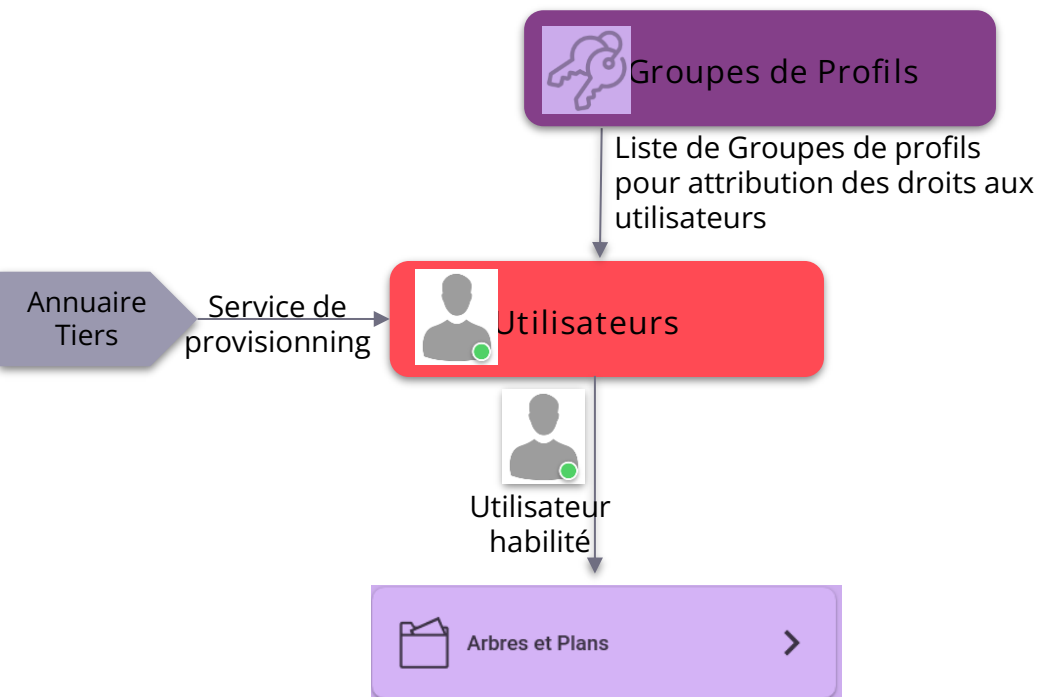 Groupes de Profils
Liste de Groupes de profils
pour attribution des droits aux
utilisateurs
Annuaire
Tiers
Service de
provisionning
Utilisateurs
Utilisateur
habilité
Arbres et Plans